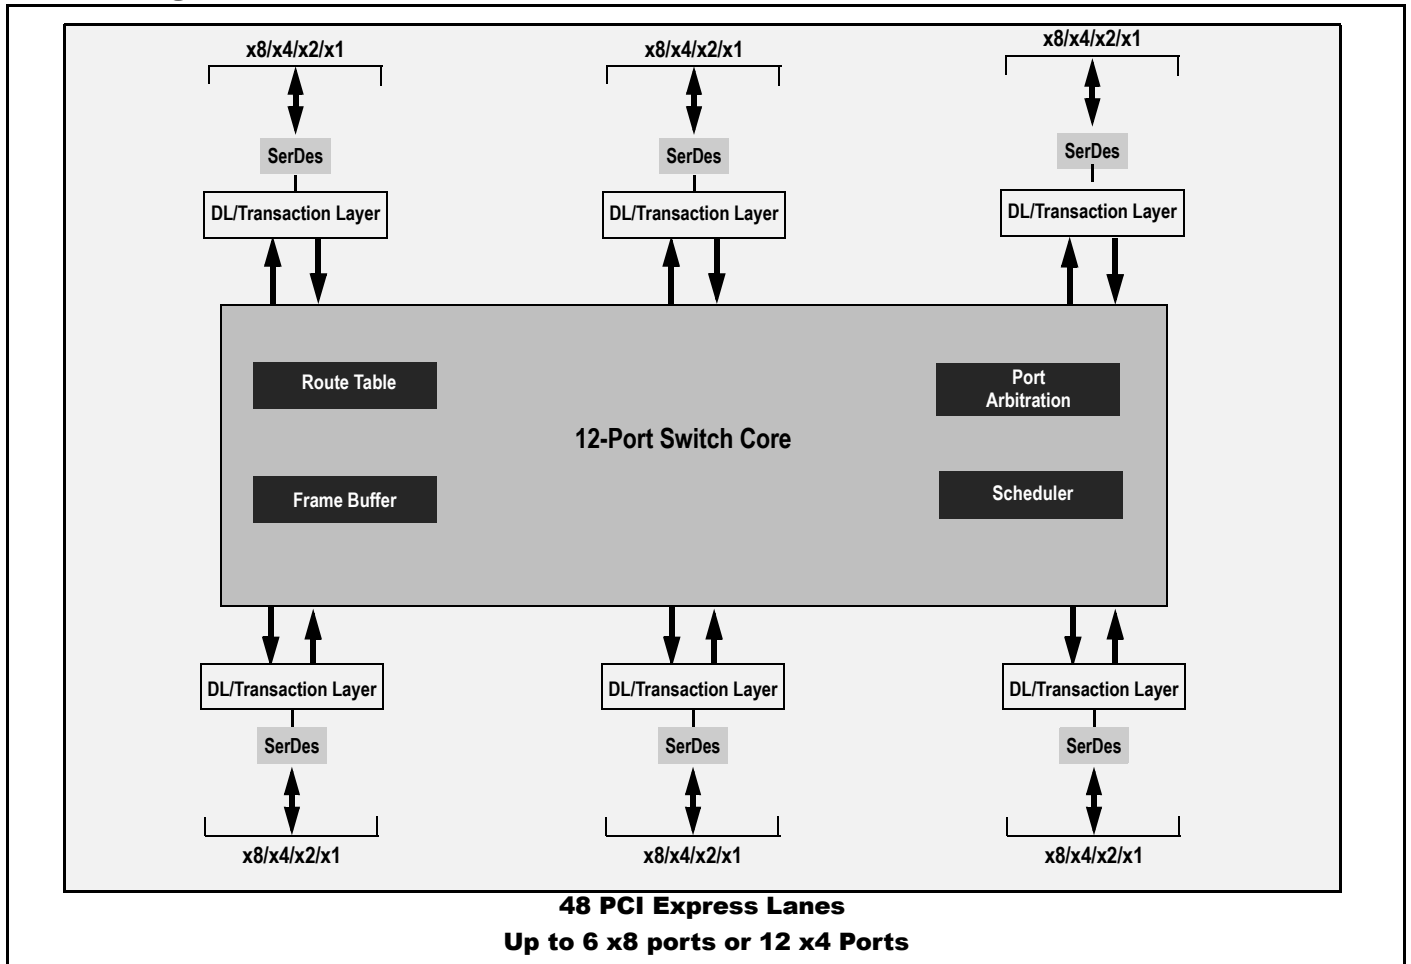 x8/x4/x2/x1
x8/x4/x2/x1
x8/x4/x2/x1
SerDes
SerDes
SerDes
DL/Transaction Layer
DL/Transaction Layer
DL/Transaction Layer
Route Table
Port
Arbitration
12-Port Switch Core
Frame Buffer
Scheduler
DL/Transaction Layer
DL/Transaction Layer
DL/Transaction Layer
SerDes
SerDes
SerDes
x8/x4/x2/x1
x8/x4/x2/x1
x8/x4/x2/x1
48 PCI Express Lanes
Up to 6 x8 ports or 12 x4 Ports